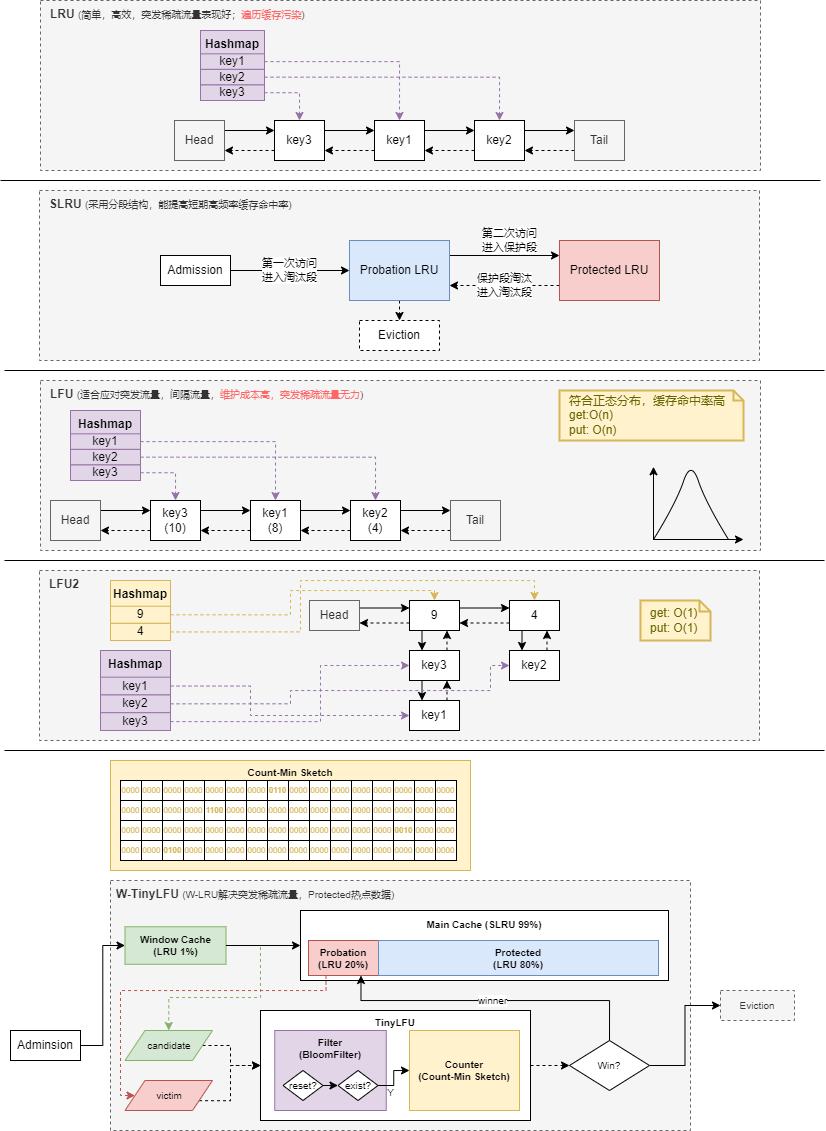 LRU (简单，高效，突发稀疏流量表现好；遍历缓存污染)
Hashmap
key1
key2
key3
Head
key3
key1
key2
Tail
SLRU (采用分段结构，能提高短期高频率缓存命中率)
Admission
第一次访问
进入淘汰段
Probation LRU
第二次访问
进入保护段
保护段淘汰
进入淘汰段
Protected LRU
Eviction
LFU (适合应对突发流量，间隔流量，维护成本高，突发稀疏流量无力)
Hashmap
key1
key2
key3
Head
key3
(10)
key1
(8)
key2
(4)
Tail
符合正态分布，缓存命中率高
get:O(n)
put: O(n)
LFU2
Hashmap
9
4
Hashmap
key1
key2
key3
Head
9
4
key3
key2
key1
get: O(1)
put: O(1)
Count-Min Sketch
0000 0000 0000 0000 0000 0000 0000 0110 0000 0000 0000 0000 0000 0000 0000 0000
0000 0000 0000 0000 1100 0000 0000 0000 0000 0000 0000 0000 0000 0000 0000 0000
0000 0000 0000 0000 0000 0000 0000 0000 0000 0000 0000 0000 0000 0010 0000 0000
0000 0000 0100 0000 0000 0000 0000 0000 0000 0000 0000 0000 0000 0000 0000 0000
W-TinyLFU (W-LRU解决突发稀疏流量，Protected热点数据)
Window Cache
(LRU 1%)
Main Cache (SLRU 99%)
Probation
(LRU 20%)
Protected
(LRU 80%)
winner
Adminsion
candidate
victim
TinyLFU
Filter
(BloomFilter)
reset?
exist?
Y
Counter
(Count-Min Sketch)
Win?
Eviction